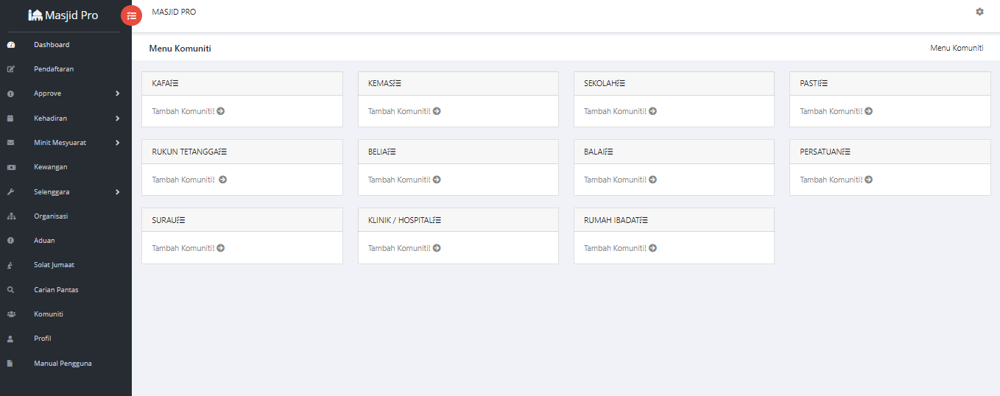 Masjid Pro
MASJID PRO
Menu Komuniti
Menu Komuniti
Dashboard
Pendaftaran
Approve
Kehadiran
Minit Mesyuarat
Kewangan
Selenggara
Organisasi
Aduan
Solat Jumaat
Carian Pantas
Komuniti
Profil
Manual Pengguna
KAFA
Tambah Komuniti!
KEMAS
Tambah Komuniti!
SEKOLAH
Tambah Komuniti!
PASTI
Tambah Komuniti!
RUKUN TETANGGA
Tambah Komuniti!
BELIA
Tambah Komuniti!
BALAI
Tambah Komuniti!
PERSATUAN
Tambah Komuniti!
SURAU
Tambah Komuniti!
KLINIK / HOSPITAL
Tambah Komuniti!
RUMAH IBADAT
Tambah Komuniti!